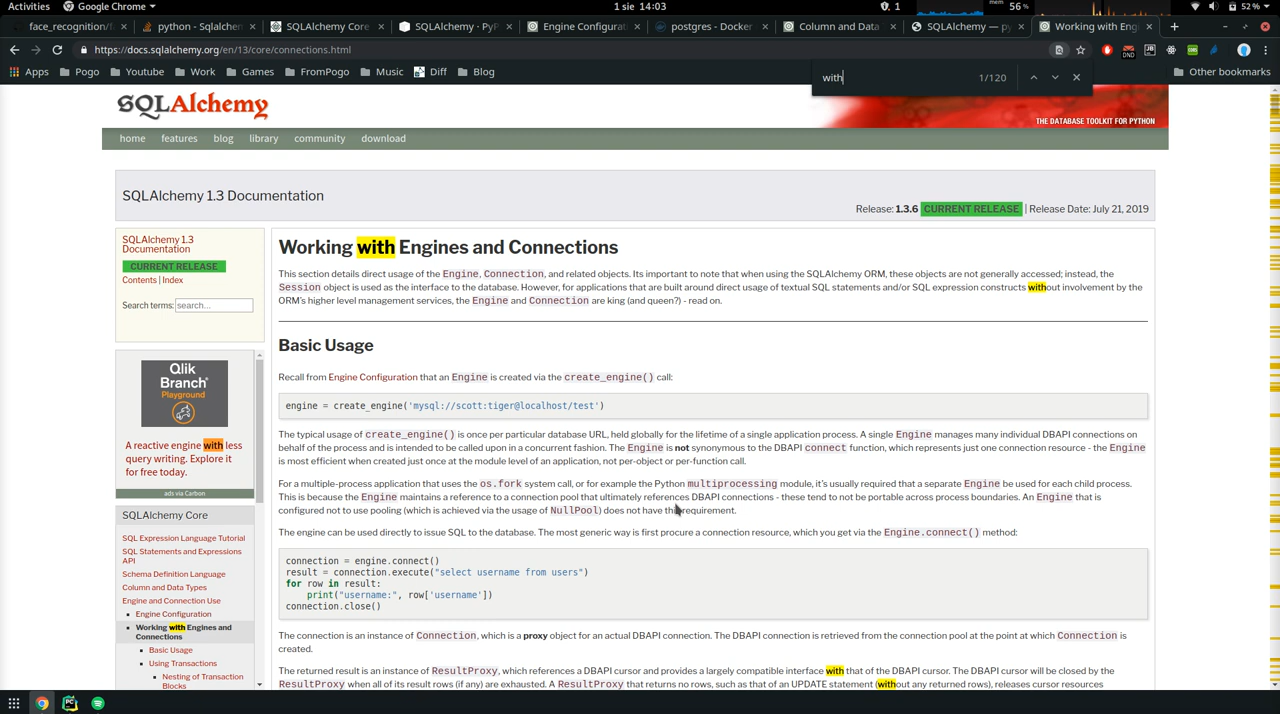 Activities Google Chrome 1 sie 14:03 1 mem 56 % 52 %
face_recognition/f python - Sqlalche SQLAlchemy Core SQLAlchemy · PyP Engine Configurat postgres - Docker Column and Data SQLAlchemy — py Working with Engi
https://docs.sqlalchemy.org/en/13/core/connections.html DND JB
Apps Pogo Youtube Work Games FromPogo Music Diff Blog Other bookmarks
with 1/120
SQLAlchemy
THE DATABASE TOOLKIT FOR PYTHON
home features blog library community download
SQLAlchemy 1.3 Documentation
Release: 1.3.6 CURRENT RELEASE | Release Date: July 21, 2019
SQLAlchemy 1.3
Documentation
CURRENT RELEASE
Contents | Index
Search terms: search...
Qlik
Branch
Playground
A reactive engine with less
query writing. Explore it
for free today.
ads via Carbon
SQLAlchemy Core
SQL Expression Language Tutorial
SQL Statements and Expressions
API
Schema Definition Language
Column and Data Types
Engine and Connection Use
Engine Configuration
Working with Engines and
Connections
Basic Usage
Using Transactions
Nesting of Transaction
Blocks
Working with Engines and Connections
This section details direct usage of the Engine, Connection, and related objects. Its important to note that when using the SQLAlchemy ORM, these objects are not generally accessed; instead, the
Session object is used as the interface to the database. However, for applications that are built around direct usage of textual SQL statements and/or SQL expression constructs without involvement by the
ORM's higher level management services, the Engine and Connection are king (and queen?) - read on.
Basic Usage
Recall from Engine Configuration that an Engine is created via the create_engine() call:
engine = create_engine('mysql://scott:tiger@localhost/test')
The typical usage of create_engine() is once per particular database URL, held globally for the lifetime of a single application process. A single Engine manages many individual DBAPI connections on
behalf of the process and is intended to be called upon in a concurrent fashion. The Engine is not synonymous to the DBAPI connect function, which represents just one connection resource - the Engine
is most efficient when created just once at the module level of an application, not per-object or per-function call.
For a multiple-process application that uses the os.fork system call, or for example the Python multiprocessing module, it's usually required that a separate Engine be used for each child process.
This is because the Engine maintains a reference to a connection pool that ultimately references DBAPI connections - these tend to not be portable across process boundaries. An Engine that is
configured not to use pooling (which is achieved via the usage of NullPool) does not have this requirement.
The engine can be used directly to issue SQL to the database. The most generic way is first procure a connection resource, which you get via the Engine.connect() method:
connection = engine.connect()
result = connection.execute("select username from users")
for row in result:
print("username:", row['username'])
connection.close()
The connection is an instance of Connection, which is a proxy object for an actual DBAPI connection. The DBAPI connection is retrieved from the connection pool at the point at which Connection is
created.
The returned result is an instance of ResultProxy, which references a DBAPI cursor and provides a largely compatible interface with that of the DBAPI cursor. The DBAPI cursor will be closed by the
ResultProxy when all of its result rows (if any) are exhausted. A ResultProxy that returns no rows, such as that of an UPDATE statement (without any returned rows), releases cursor resources